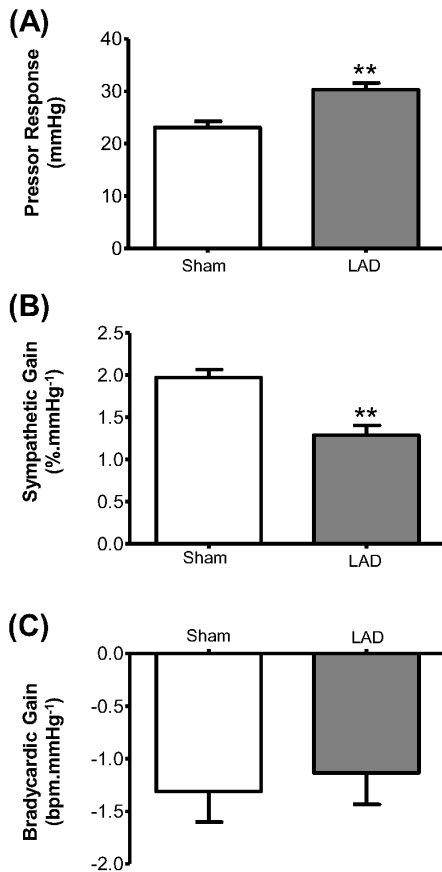 (A)
Pressor Response
(mmHg)
40
30
20
10
0
**
Sham
LAD
(B)
Sympathetic Gain
(%.mmHg⁻¹)
2.5
2.0
1.5
1.0
0.5
0.0
**
Sham
LAD
(C)
Sham
LAD
Bradycardic Gain
(bpm.mmHg⁻¹)
0.0
-0.5
-1.0
-1.5
-2.0